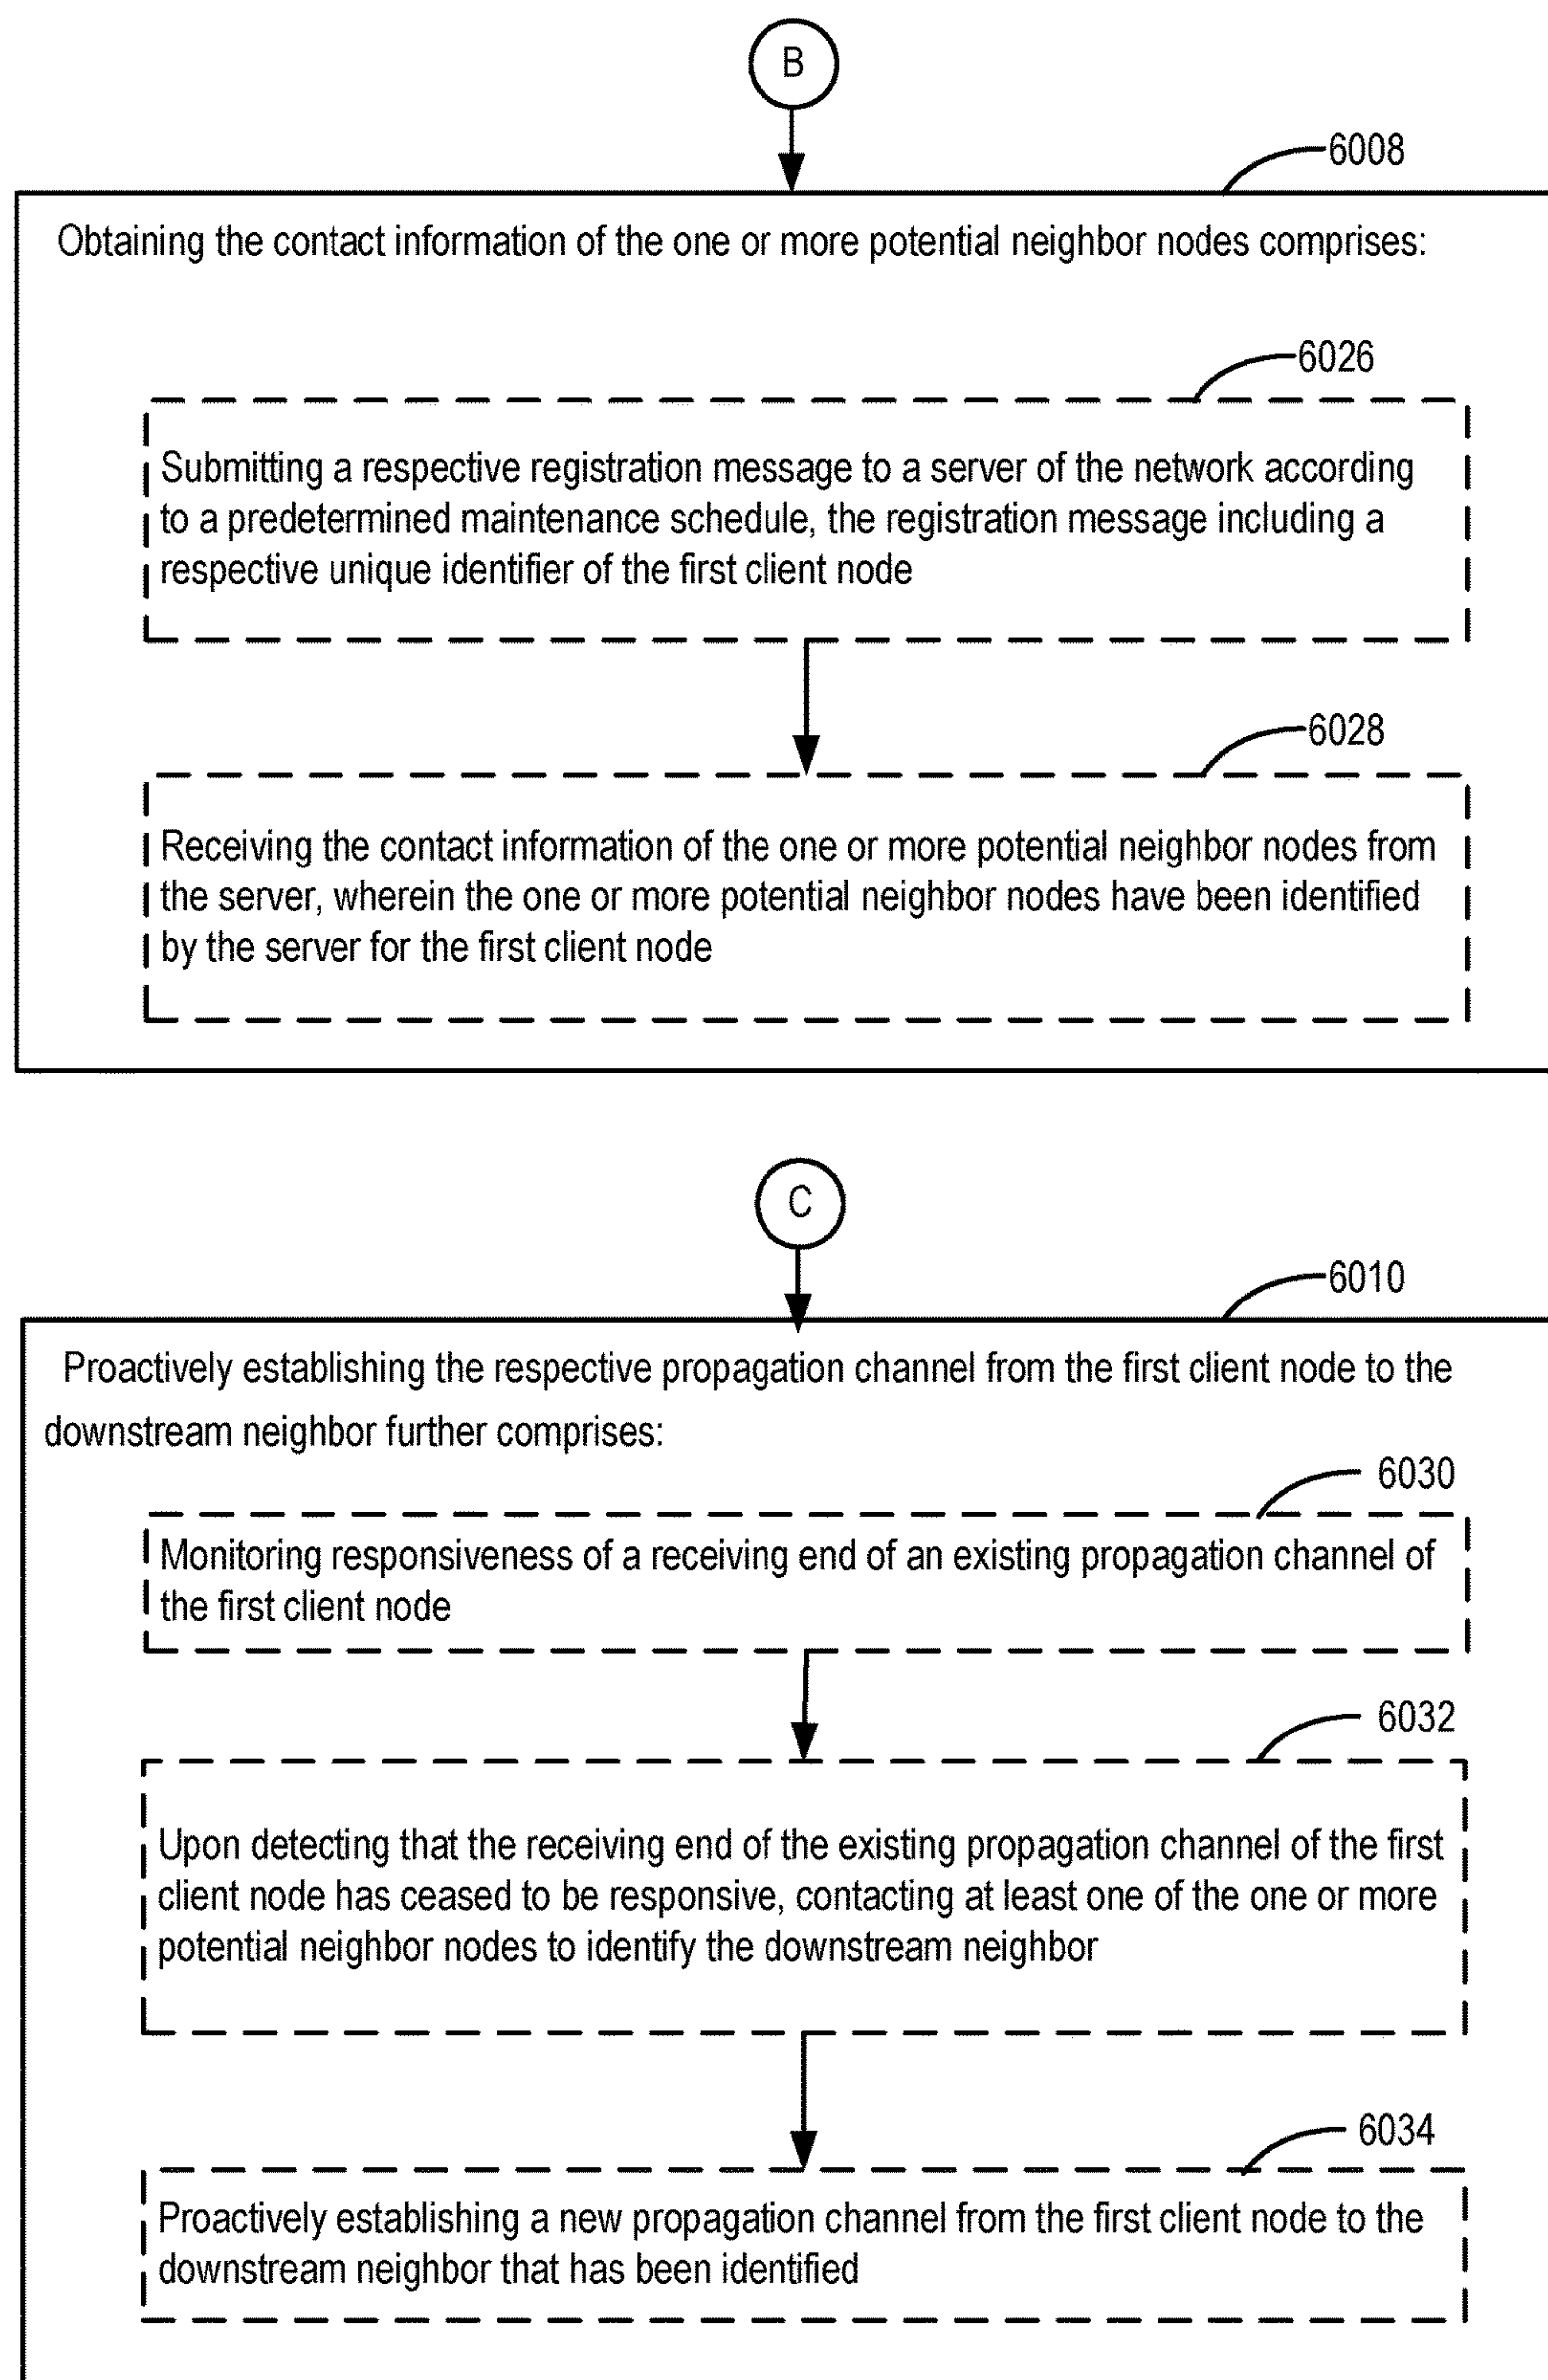 B
6008
Obtaining the contact information of the one or more potential neighbor nodes comprises:
6026
Submitting a respective registration message to a server of the network according
to a predetermined maintenance schedule, the registration message including a
respective unique identifier of the first client node
6028
Receiving the contact information of the one or more potential neighbor nodes from
the server, wherein the one or more potential neighbor nodes have been identified
by the server for the first client node
C
6010
Proactively establishing the respective propagation channel from the first client node to the
downstream neighbor further comprises:
6030
Monitoring responsiveness of a receiving end of an existing propagation channel of
the first client node
6032
Upon detecting that the receiving end of the existing propagation channel of the first
client node has ceased to be responsive, contacting at least one of the one or more
potential neighbor nodes to identify the downstream neighbor
6034
Proactively establishing a new propagation channel from the first client node to the
downstream neighbor that has been identified